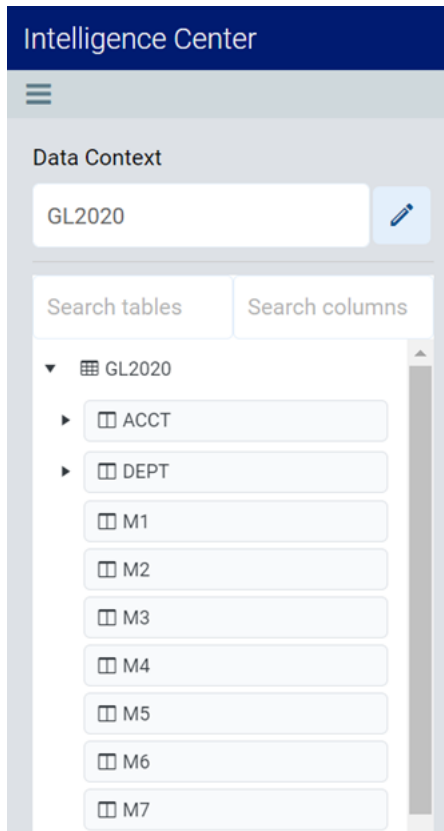 Intelligence Center
Data Context
GL2020
Search tables Search columns
GL2020
ACCT
DEPT
M1
M2
M3
M4
M5
M6
M7